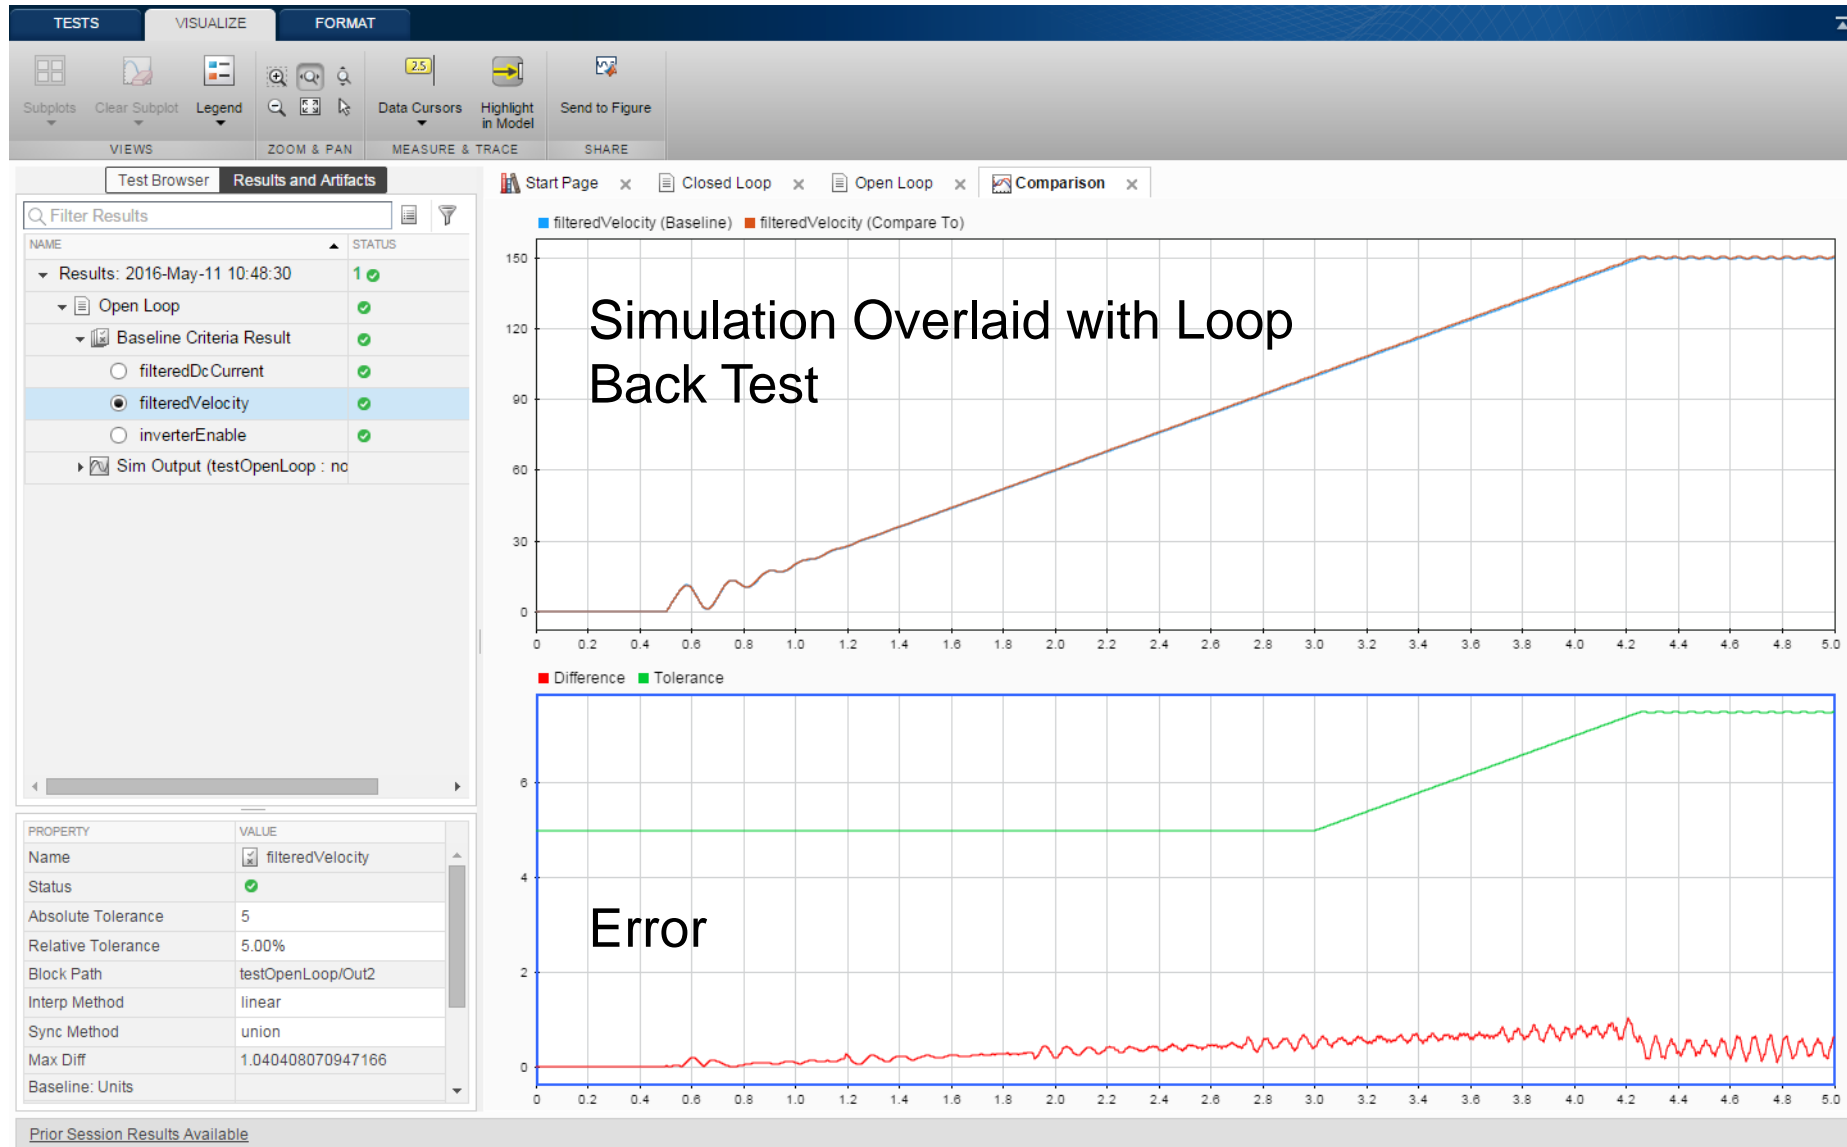 TESTS VISUALIZE FORMAT
2.5
Subplots Clear Subplot Legend Data Cursors Highlight in Model Send to Figure
VIEWS ZOOM & PAN MEASURE & TRACE SHARE
Test Browser Results and Artifacts
Filter Results
NAME STATUS
Results: 2016-May-11 10:48:30 1
Open Loop
Baseline Criteria Result
filteredDcCurrent
filteredVelocity
inverterEnable
Sim Output (testOpenLoop : no
PROPERTY VALUE
Name filteredVelocity
Status
Absolute Tolerance 5
Relative Tolerance 5.00%
Block Path testOpenLoop/Out2
Interp Method linear
Sync Method union
Max Diff 1.040408070947166
Baseline: Units
Prior Session Results Available
Start Page Closed Loop Open Loop Comparison
filteredVelocity (Baseline) filteredVelocity (Compare To)
150
120
90
60
30
0
Simulation Overlaid with Loop
Back Test
0 0.2 0.4 0.6 0.8 1.0 1.2 1.4 1.6 1.8 2.0 2.2 2.4 2.6 2.8 3.0 3.2 3.4 3.6 3.8 4.0 4.2 4.4 4.6 4.8 5.0
Difference Tolerance
6
4
2
0
Error
0 0.2 0.4 0.6 0.8 1.0 1.2 1.4 1.6 1.8 2.0 2.2 2.4 2.6 2.8 3.0 3.2 3.4 3.6 3.8 4.0 4.2 4.4 4.6 4.8 5.0